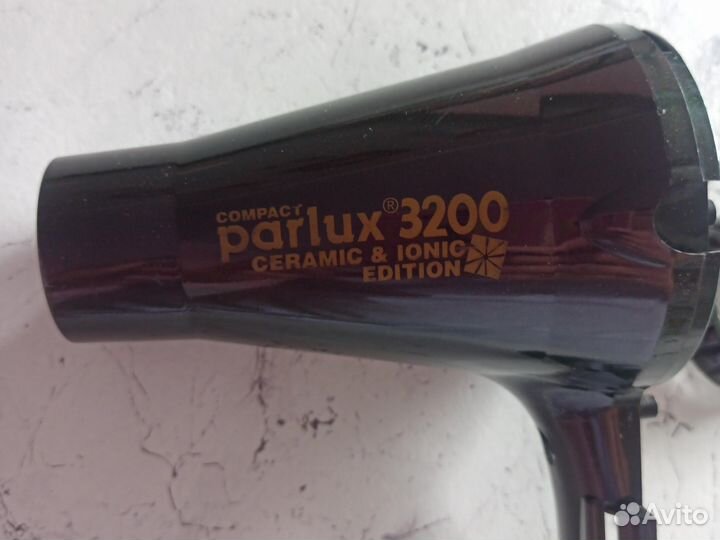 COMPACT
parlux® 3200
CERAMIC & IONIC
EDITION
Avito